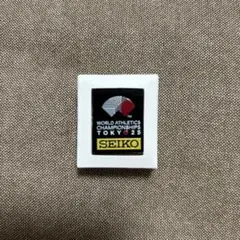 WORLD ATHLETICS
CHAMPIONSHIPS
TOKYO 25
SEIKO